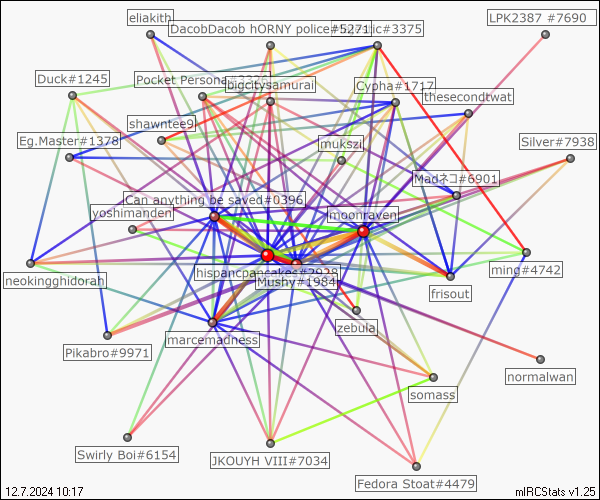 eliakith
LPK2387 #7690
DacobDacob hORNY police#5271
#3375
Duck#1245
Pocket Persona#3326
bigcitysamurai
Cypha#1717
thesecondtwat
shawntee9
Eg.Master#1378
mukszi
Silver#7938
Madネコ#6901
Can anything be saved#0396
yoshimanden
moonraven
neokingghidorah
hispancpancakes#2928
Mushy#1984
ming#4742
frisout
zebula
marcemadness
Pikabro#9971
normalwan
somass
Swirly Boi#6154
JKOUYH VIII#7034
Fedora Stoat#4479
12.7.2024 10:17
mIRCStats v1.25